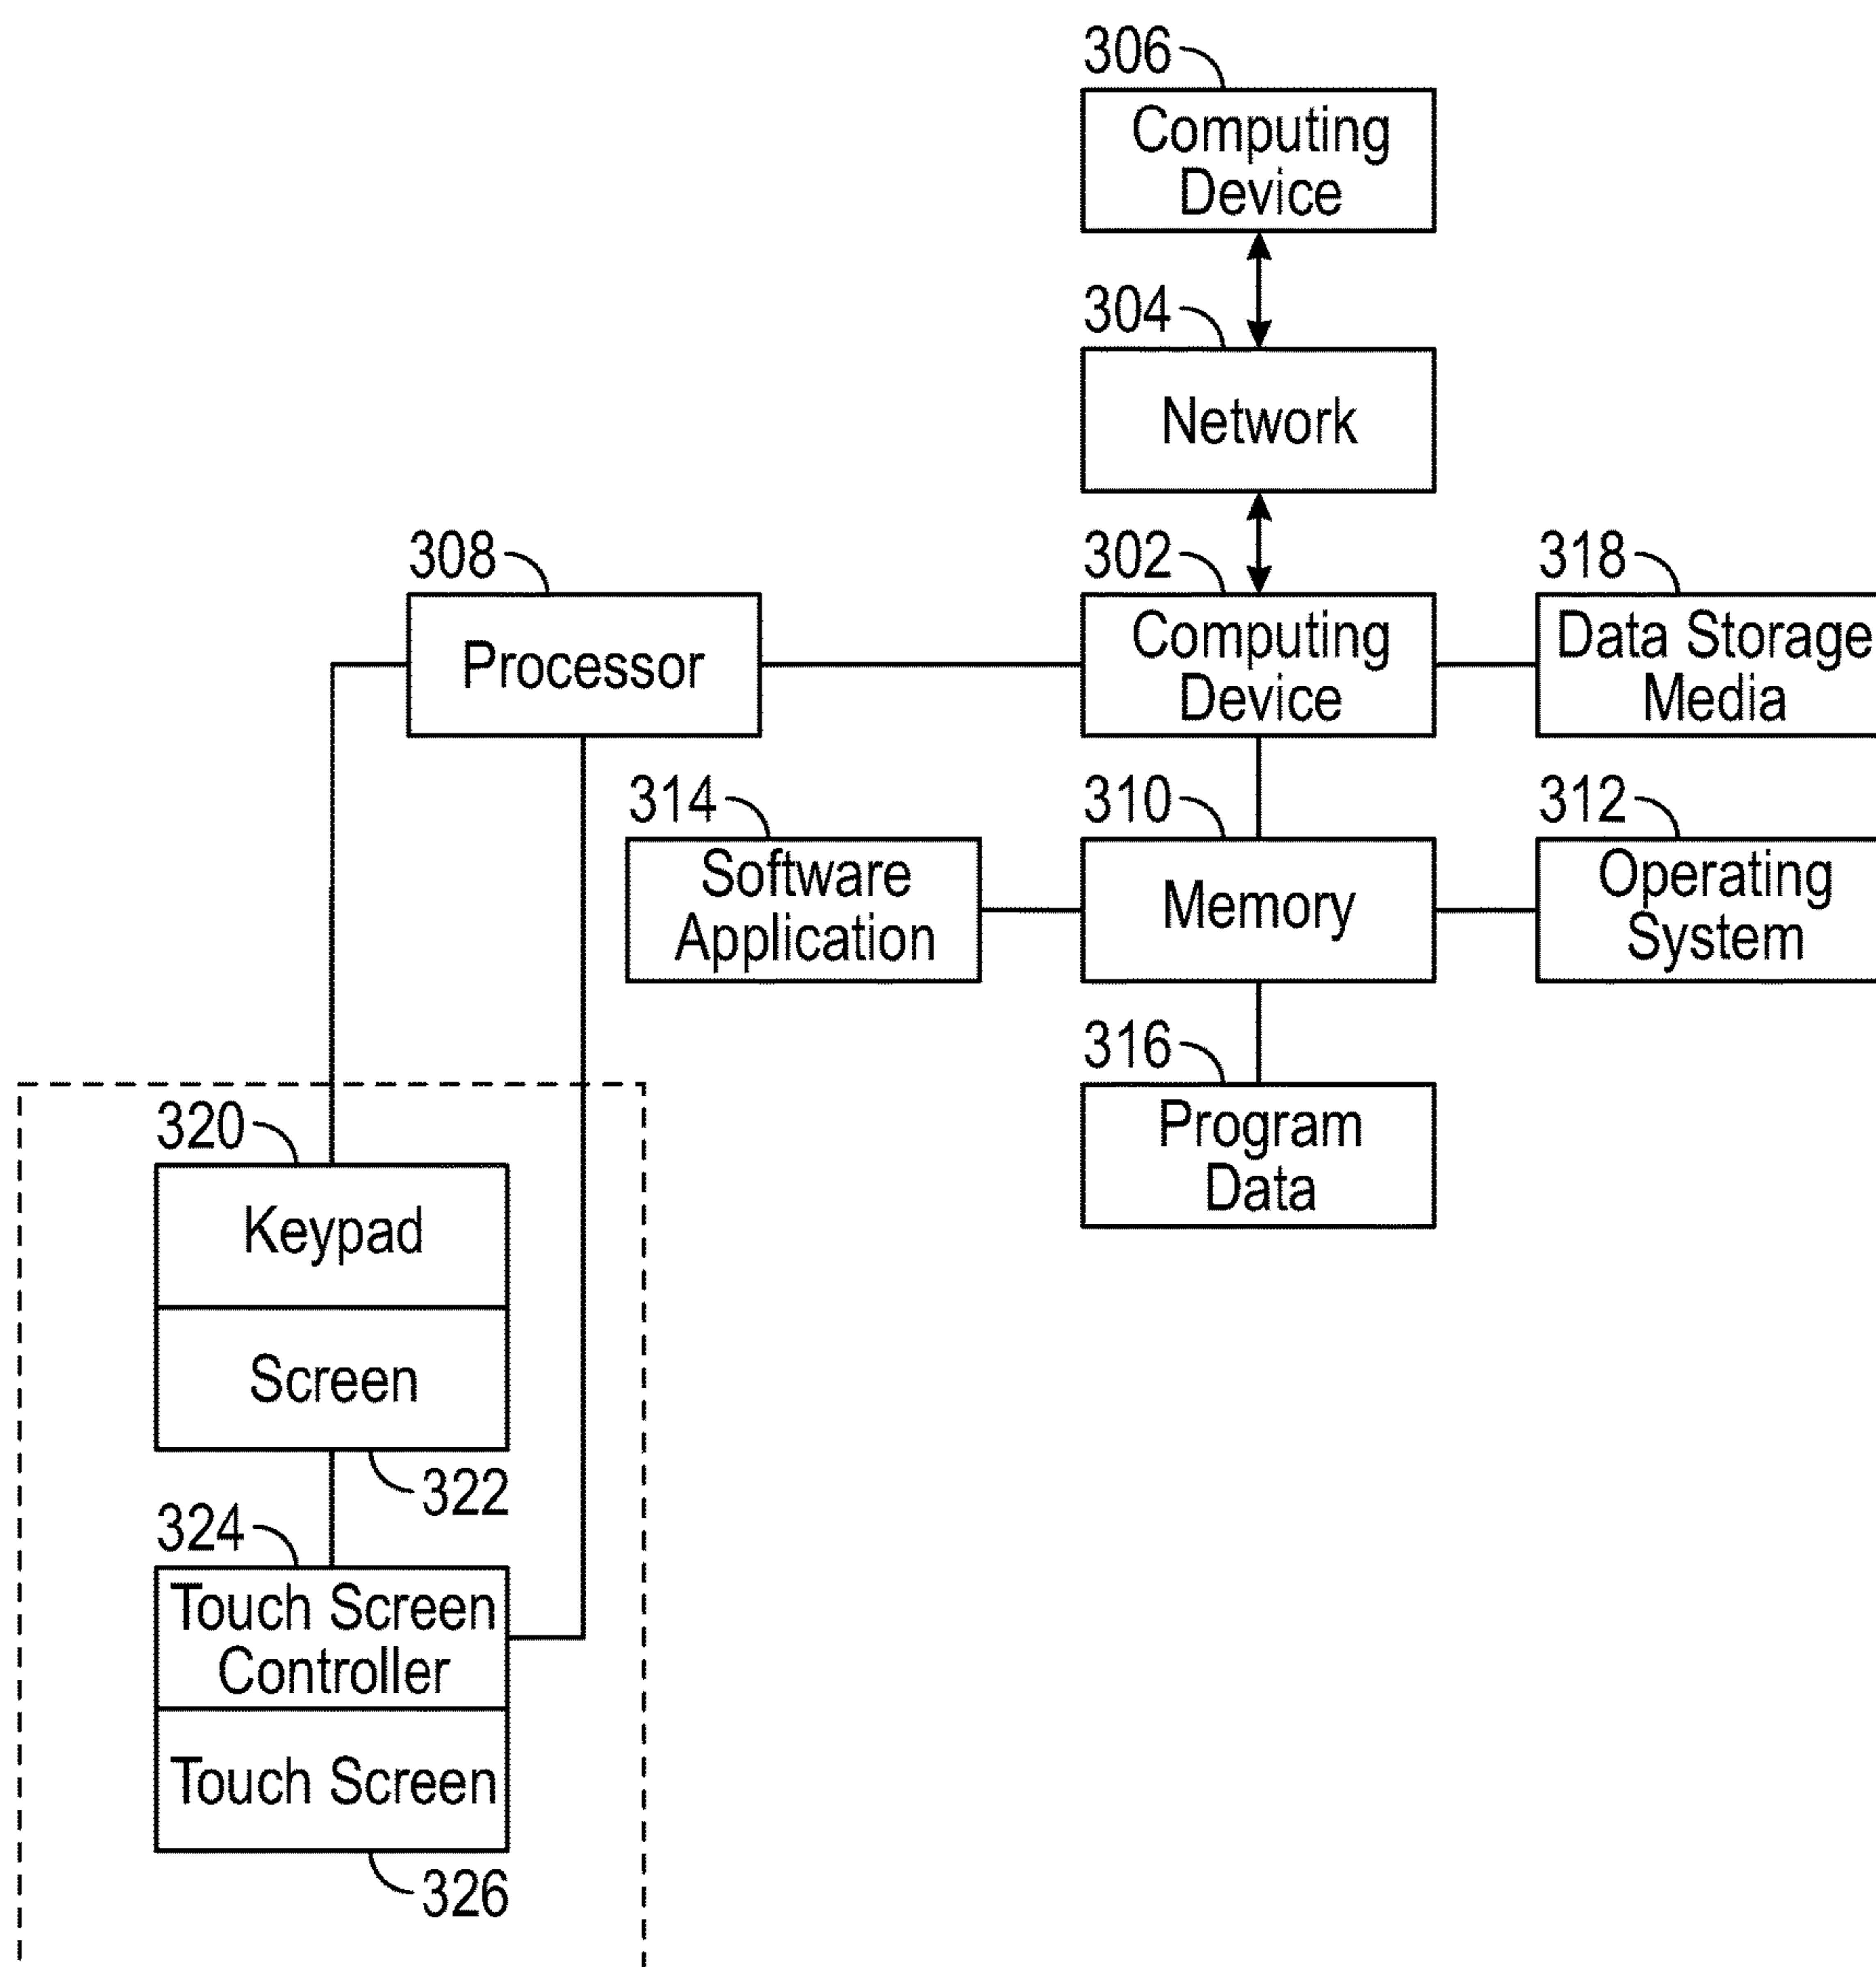 306
Computing
Device
304
Network
308
Processor
302
Computing
Device
318
Data Storage
Media
314
Software
Application
310
Memory
312
Operating
System
316
Program
Data
320
Keypad
Screen
322
324
Touch Screen
Controller
Touch Screen
326